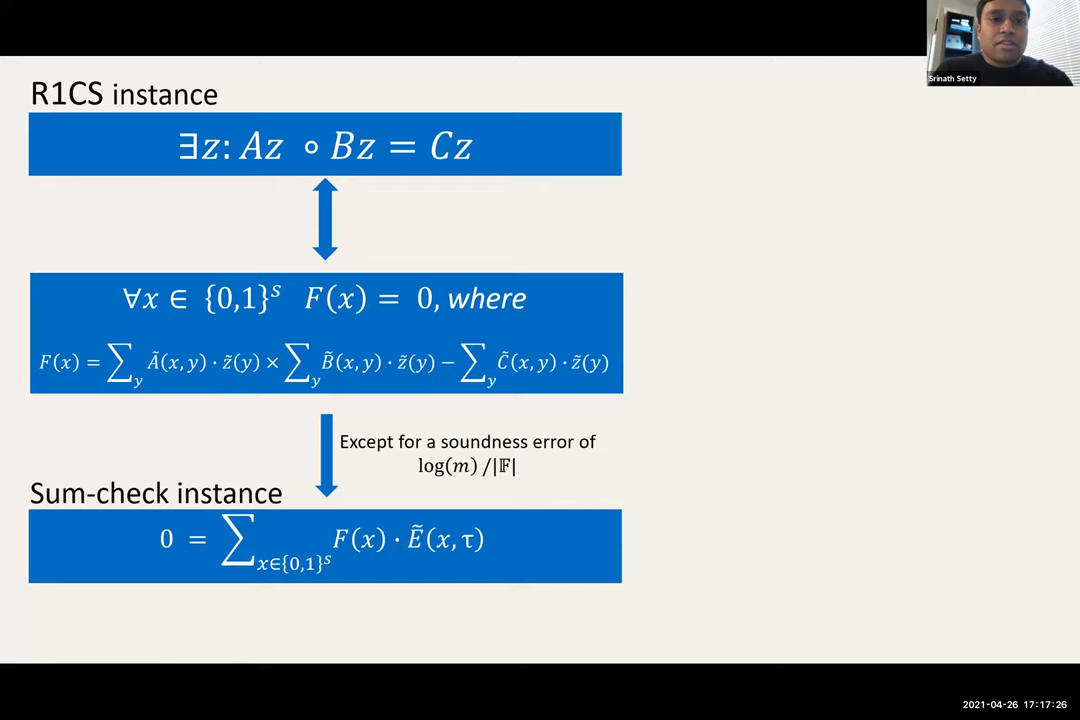 Srinath Setty
R1CS instance
∃z: Az ∘ Bz = Cz
∀x ∈ {0,1}ˢ F(x) = 0, where
F(x) = ∑_y Ã(x, y) · z̃(y) × ∑_y B̃(x, y) · z̃(y) − ∑_y C̃(x, y) · z̃(y)
Except for a soundness error of
log(m) /|𝔽|
Sum-check instance
0 = ∑_{x∈{0,1}ˢ} F(x) · Ẽ(x, τ)
2021-04-26 17:17:26